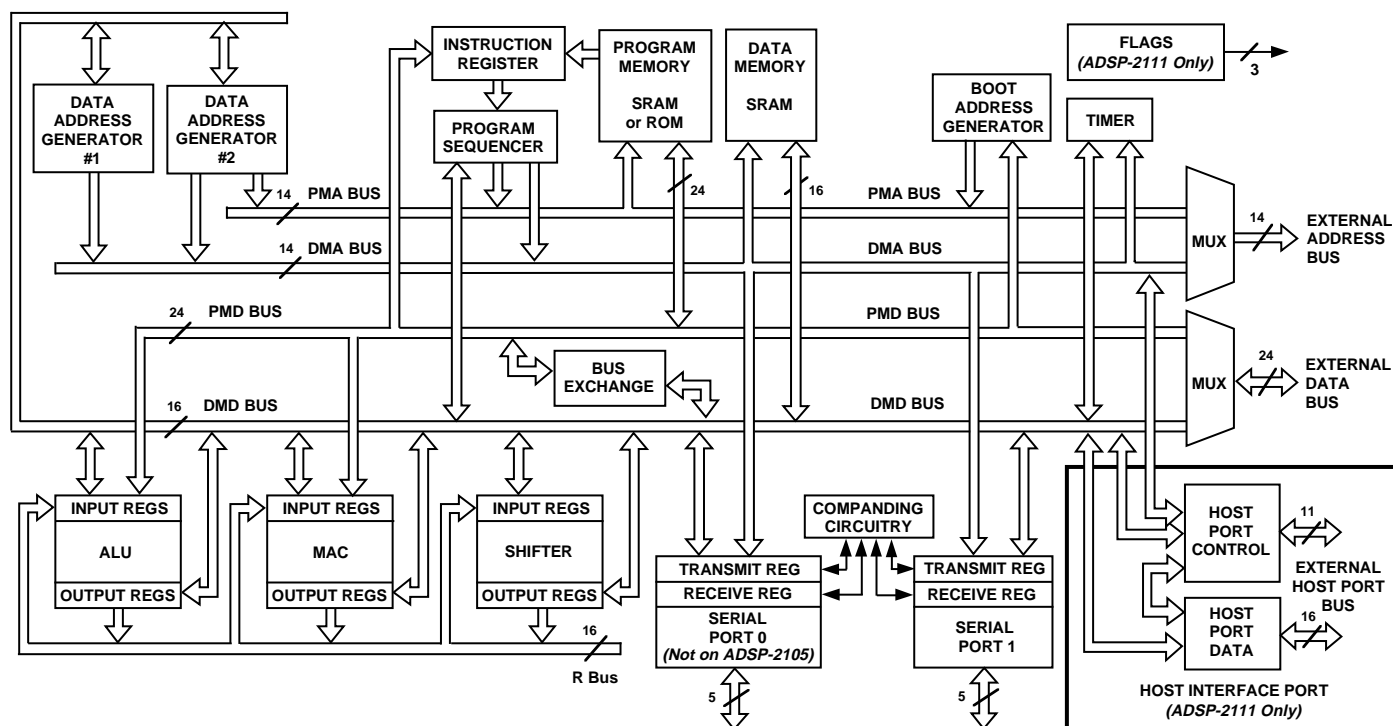 INSTRUCTION
REGISTER
PROGRAM
MEMORY
SRAM
or ROM
DATA
MEMORY
SRAM
FLAGS
(ADSP-2111 Only)
3
DATA
ADDRESS
GENERATOR
#1
DATA
ADDRESS
GENERATOR
#2
PROGRAM
SEQUENCER
BOOT
ADDRESS
GENERATOR
TIMER
24
16
14
PMA BUS
PMA BUS
14
DMA BUS
DMA BUS
MUX
14
EXTERNAL
ADDRESS
BUS
24
PMD BUS
PMD BUS
BUS
EXCHANGE
MUX
24
EXTERNAL
DATA
BUS
16
DMD BUS
DMD BUS
INPUT REGS
ALU
OUTPUT REGS
INPUT REGS
MAC
OUTPUT REGS
INPUT REGS
SHIFTER
OUTPUT REGS
16
R Bus
COMPANDING
CIRCUITRY
TRANSMIT REG
RECEIVE REG
SERIAL
PORT 0
(Not on ADSP-2105)
5
TRANSMIT REG
RECEIVE REG
SERIAL
PORT 1
5
HOST
PORT
CONTROL
11
EXTERNAL
HOST PORT
BUS
HOST
PORT
DATA
16
HOST INTERFACE PORT
(ADSP-2111 Only)